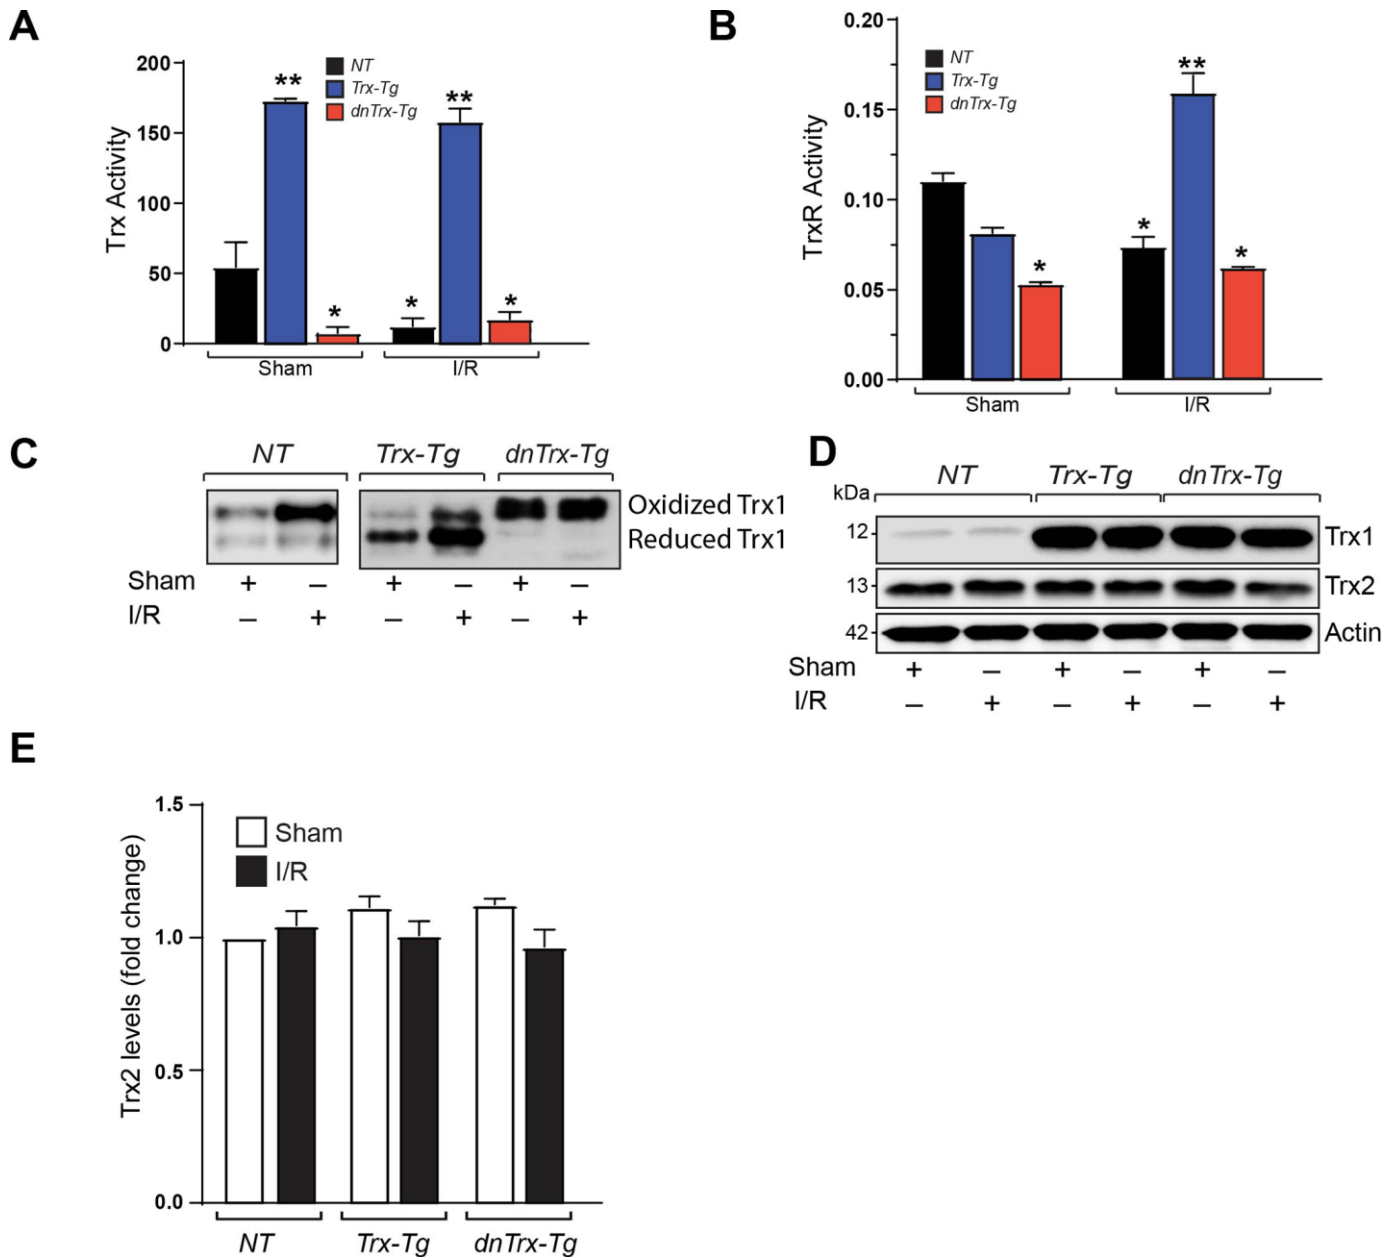 A
Trx Activity
200
150
100
50
0
NT
Trx-Tg
dnTrx-Tg
**
*
*
**
*
Sham
I/R
B
TrxR Activity
0.20
0.15
0.10
0.05
0.00
NT
Trx-Tg
dnTrx-Tg
*
*
**
*
Sham
I/R
C
NT
Trx-Tg
dnTrx-Tg
Oxidized Trx1
Reduced Trx1
Sham + – + – + –
I/R – + – + – +
D
kDa
NT
Trx-Tg
dnTrx-Tg
12
Trx1
13
Trx2
42
Actin
Sham + – + – + –
I/R – + – + – +
E
Trx2 levels (fold change)
1.5
1.0
0.5
0.0
Sham
I/R
NT
Trx-Tg
dnTrx-Tg